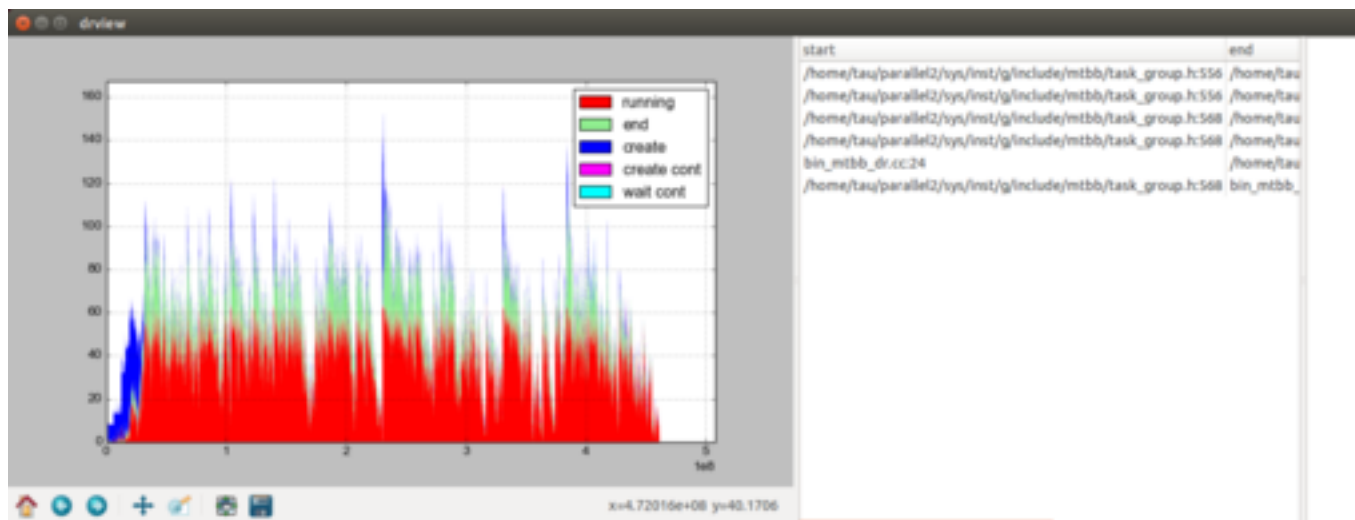 drview
160
140
120
100
80
60
40
20
0
running
end
create
create cont
wait cont
0 1 2 3 4 5
1e8
x=4.72016e+08 y=40.1706
start end
/home/tau/parallel2/sys/inst/g/include/mtbb/task_group.h:556 /home/tau
/home/tau/parallel2/sys/inst/g/include/mtbb/task_group.h:556 /home/tau
/home/tau/parallel2/sys/inst/g/include/mtbb/task_group.h:568 /home/tau
/home/tau/parallel2/sys/inst/g/include/mtbb/task_group.h:568 /home/tau
bin_mtbb_dr.cc:24 /home/tau
/home/tau/parallel2/sys/inst/g/include/mtbb/task_group.h:568 bin_mtbb_